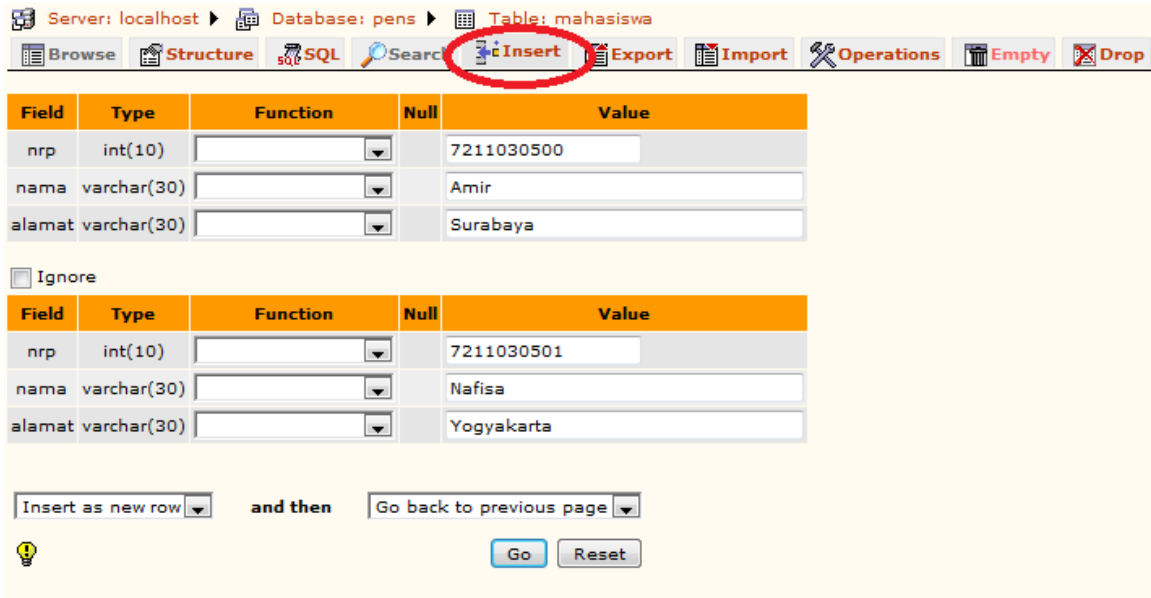 Server: localhost Database: pens Table: mahasiswa
Browse Structure SQL Search Insert Export Import Operations Empty Drop
Field Type Function Null Value
nrp int(10) 7211030500
nama varchar(30) Amir
alamat varchar(30) Surabaya
Ignore
Field Type Function Null Value
nrp int(10) 7211030501
nama varchar(30) Nafisa
alamat varchar(30) Yogyakarta
Insert as new row and then Go back to previous page
Go Reset